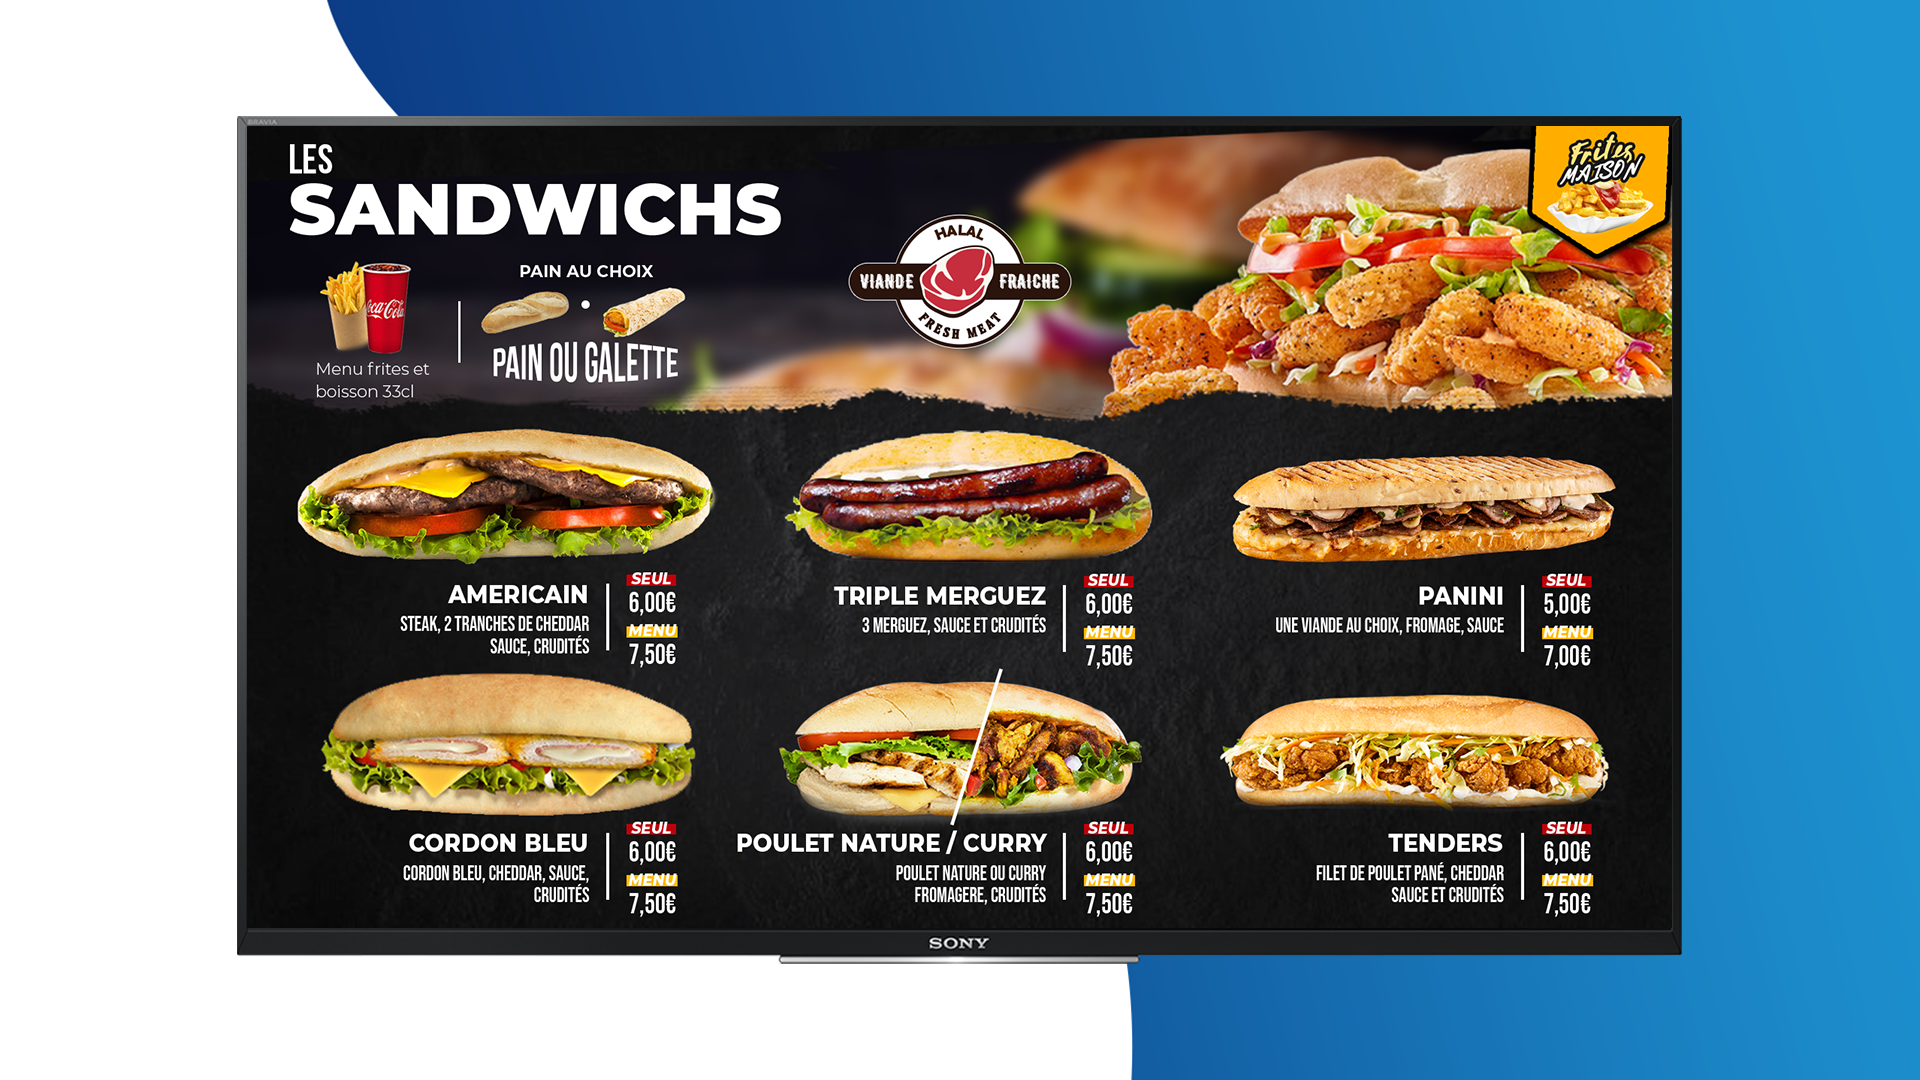 BRAVIA
LES
SANDWICHS
Frites
MAISON
HALAL
VIANDE FRAICHE
FRESH MEAT
PAIN AU CHOIX
Coca-Cola
PAIN OU GALETTE
Menu frites et
boisson 33cl
AMERICAIN
STEAK, 2 TRANCHES DE CHEDDAR
SAUCE, CRUDITÉS
SEUL
6,00€
MENU
7,50€
TRIPLE MERGUEZ
3 MERGUEZ, SAUCE ET CRUDITÉS
SEUL
6,00€
MENU
7,50€
PANINI
UNE VIANDE AU CHOIX, FROMAGE, SAUCE
SEUL
5,00€
MENU
7,00€
CORDON BLEU
CORDON BLEU, CHEDDAR, SAUCE,
CRUDITÉS
SEUL
6,00€
MENU
7,50€
POULET NATURE / CURRY
POULET NATURE OU CURRY
FROMAGERE, CRUDITÉS
SEUL
6,00€
MENU
7,50€
TENDERS
FILET DE POULET PANÉ, CHEDDAR
SAUCE ET CRUDITÉS
SEUL
6,00€
MENU
7,50€
SONY